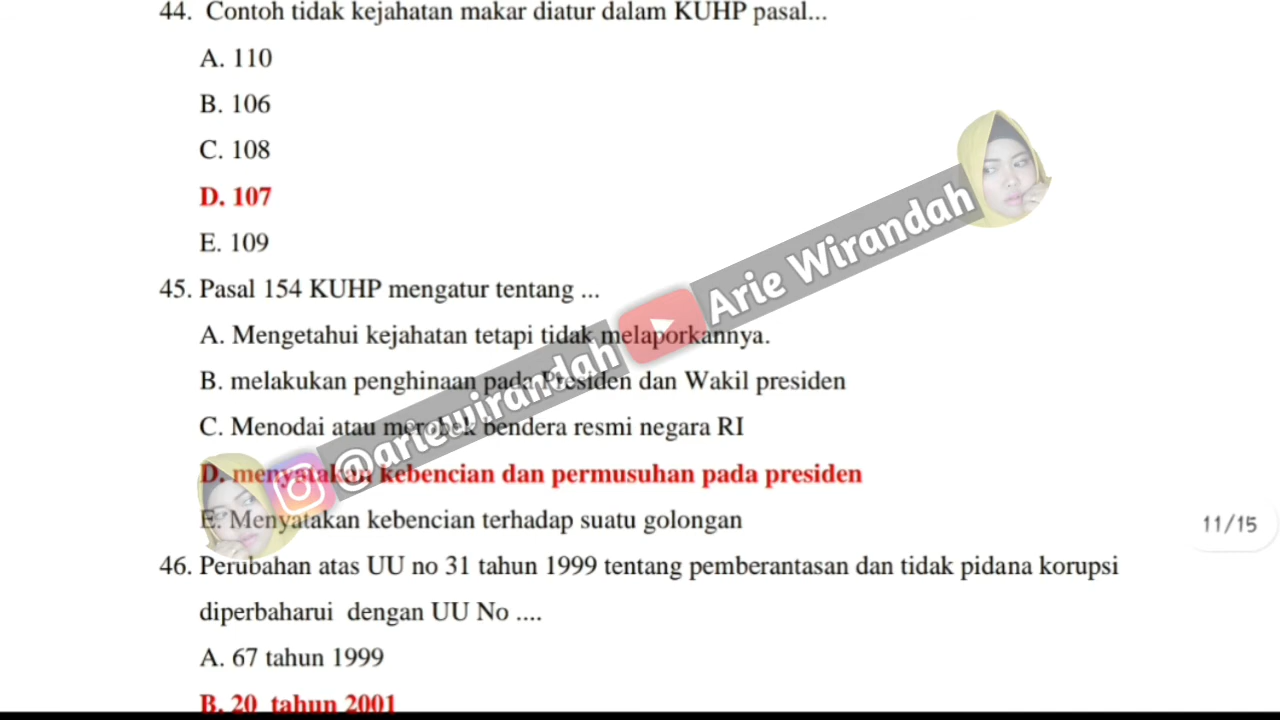 44. Contoh tidak kejahatan makar diatur dalam KUHP pasal...
A. 110
B. 106
C. 108
D. 107
E. 109
45. Pasal 154 KUHP mengatur tentang ...
A. Mengetahui kejahatan tetapi tidak melaporkannya.
B. melakukan penghinaan pada Presiden dan Wakil presiden
C. Menodai atau merobek bendera resmi negara RI
D. menyatakan kebencian dan permusuhan pada presiden
E. Menyatakan kebencian terhadap suatu golongan
46. Perubahan atas UU no 31 tahun 1999 tentang pemberantasan dan tidak pidana korupsi
diperbaharui dengan UU No ....
A. 67 tahun 1999
B. 20 tahun 2001
@ariewirandah
Arie Wirandah
11/15